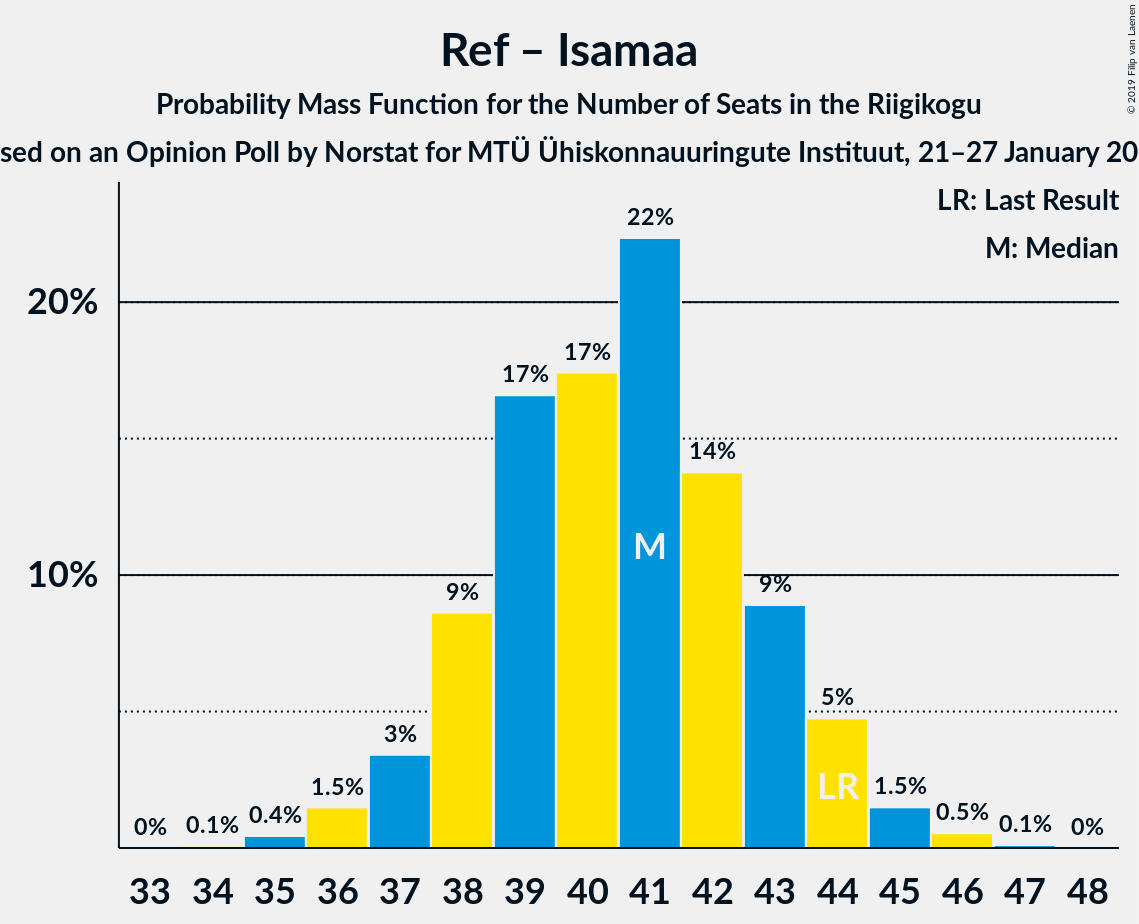 Ref – Isamaa
Probability Mass Function for the Number of Seats in the Riigikogu
sed on an Opinion Poll by Norstat for MTÜ Ühiskonnauuringute Instituut, 21–27 January 20
© 2019 Filip van Laenen
LR: Last Result
M: Median
20%
10%
0%
0.1%
0.4%
1.5%
3%
9%
17%
17%
22%
14%
9%
5%
1.5%
0.5%
0.1%
0%
M
LR
33 34 35 36 37 38 39 40 41 42 43 44 45 46 47 48